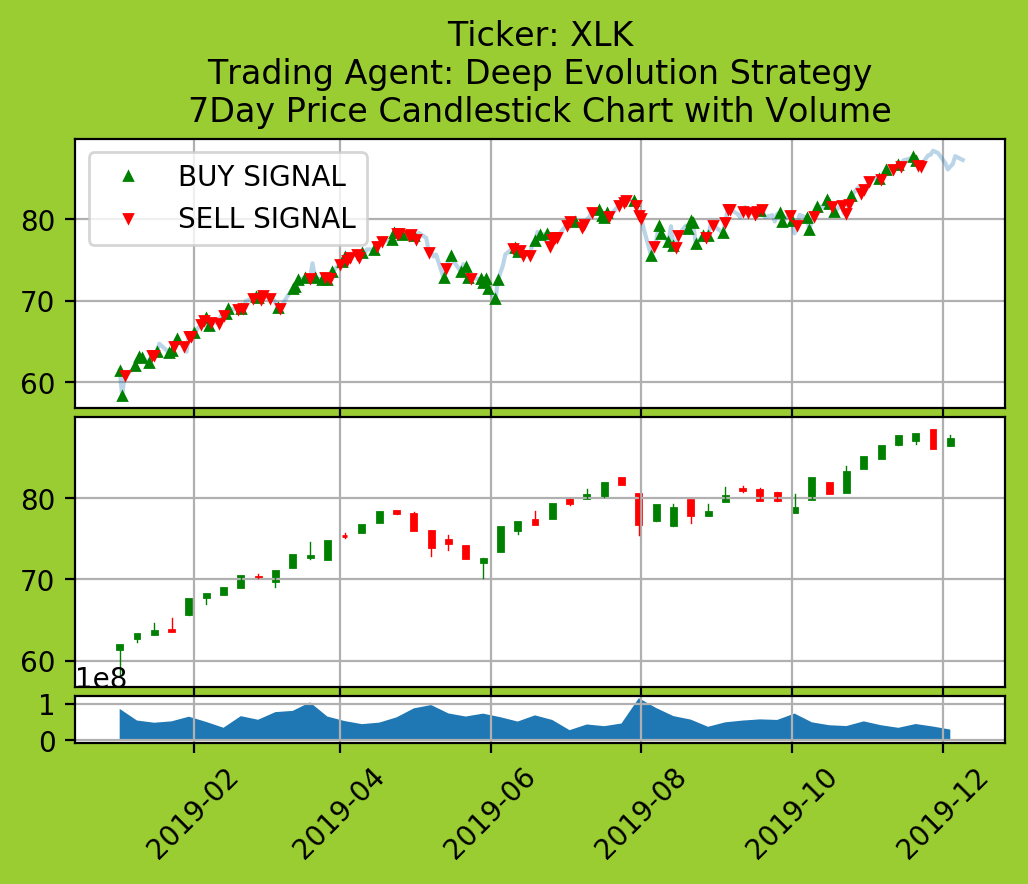 Ticker: XLK
Trading Agent: Deep Evolution Strategy
7Day Price Candlestick Chart with Volume
BUY SIGNAL
SELL SIGNAL
80
70
60
80
70
60
1e8
1
0
2019-02
2019-04
2019-06
2019-08
2019-10
2019-12